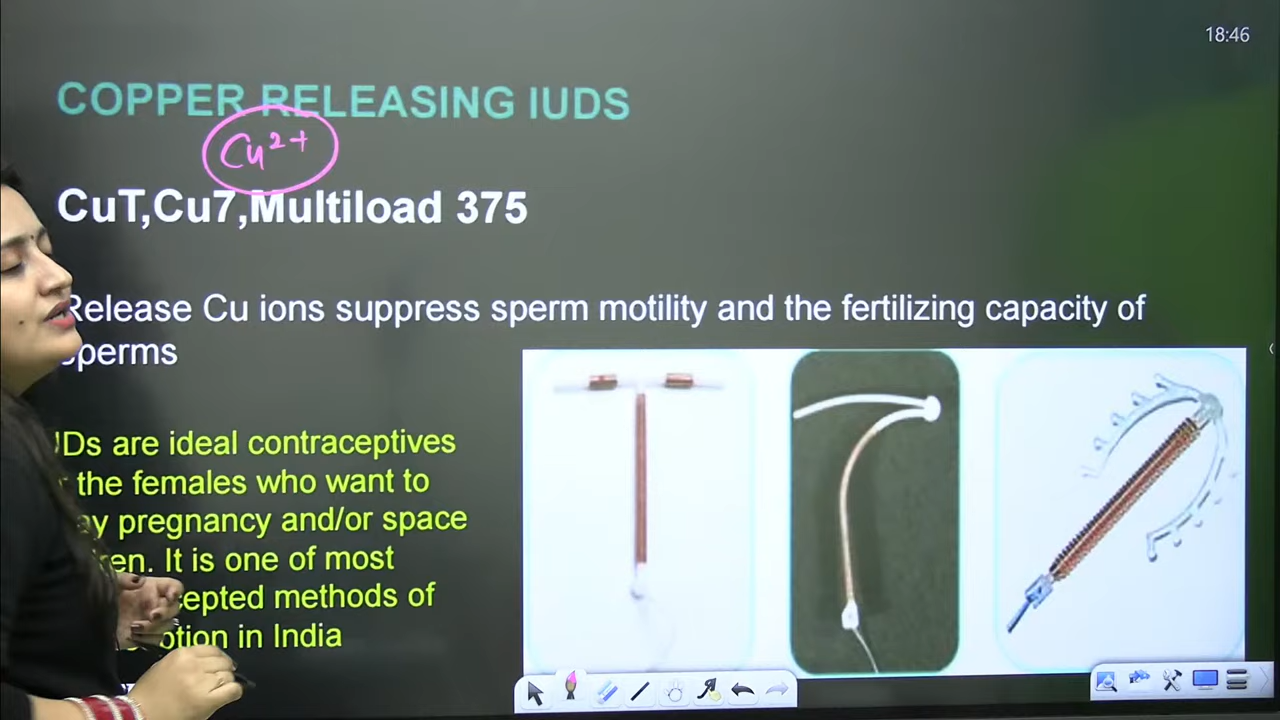 18:46
COPPER RELEASING IUDS
Cu2+
CuT,Cu7,Multiload 375
Release Cu ions suppress sperm motility and the fertilizing capacity of
sperms
IUDs are ideal contraceptives
the females who want to
pregnancy and/or space
It is one of most
methods of
in India